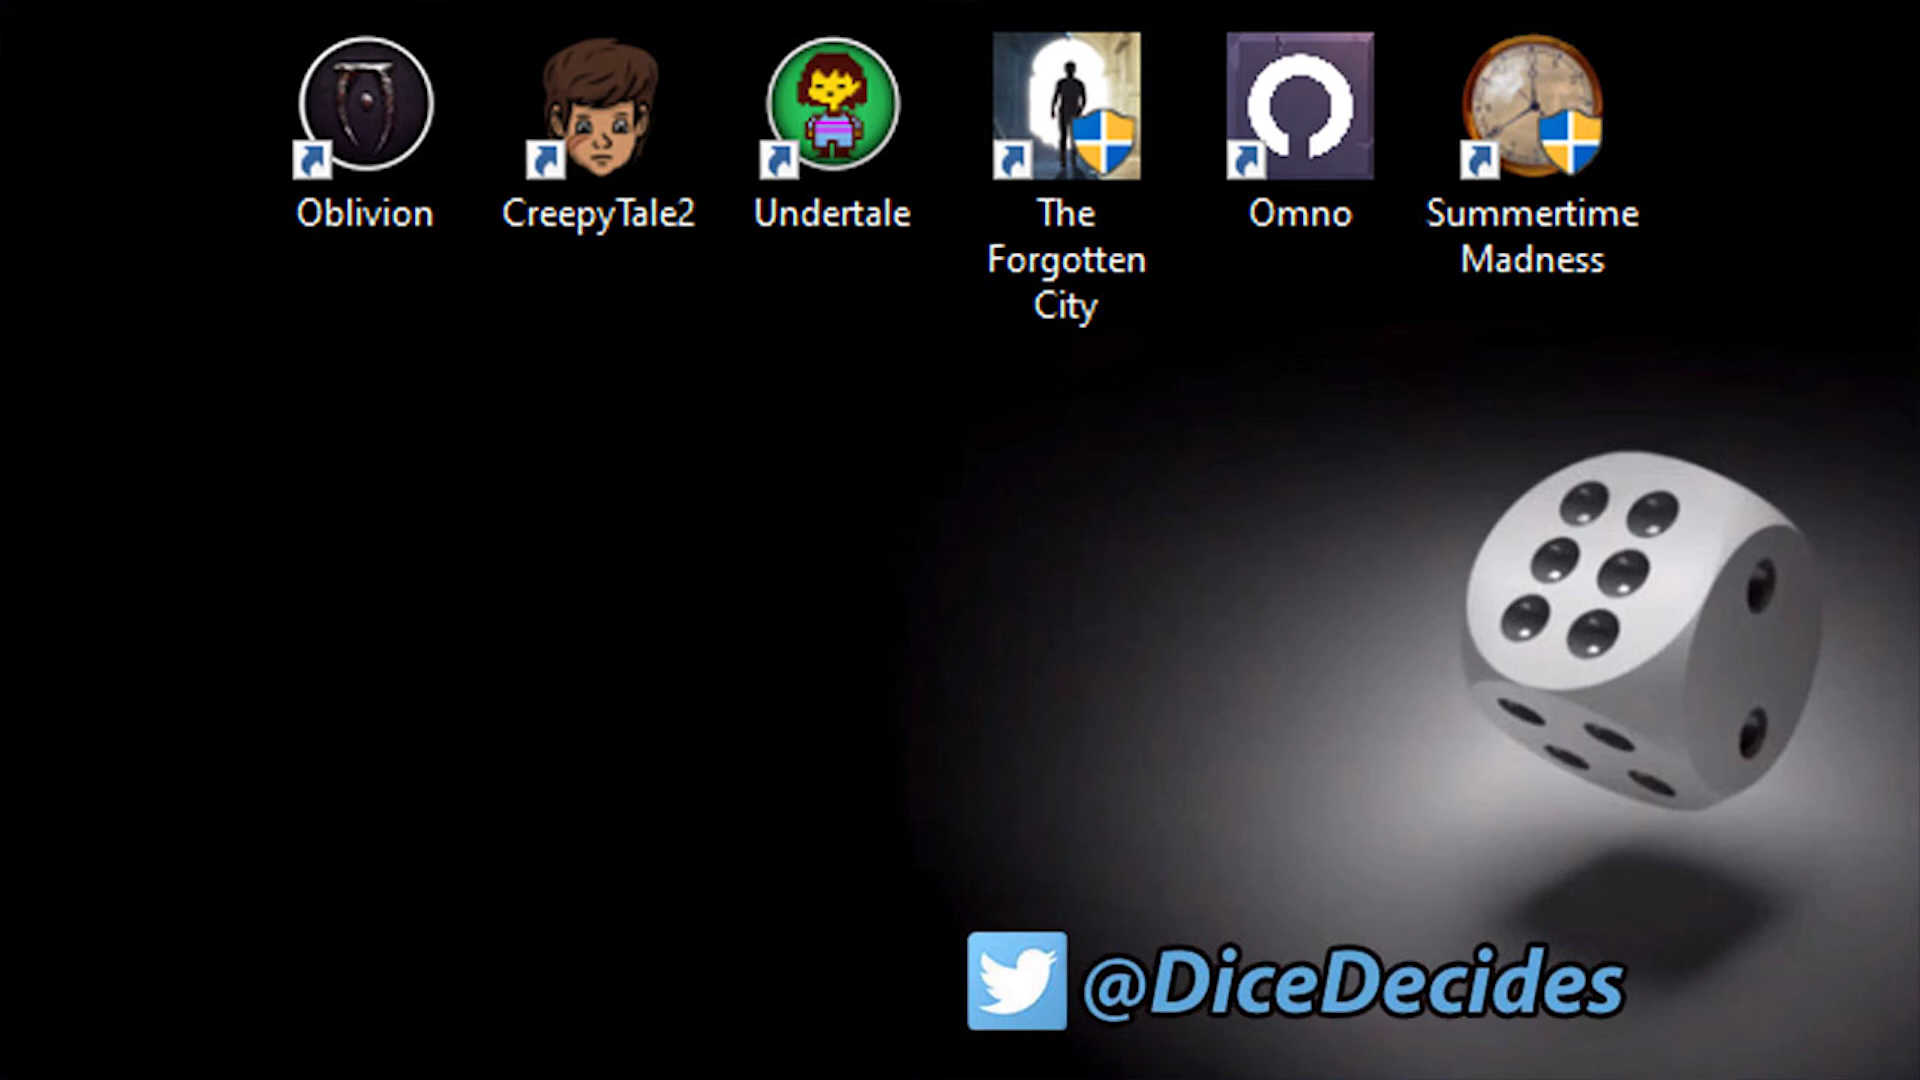 Oblivion
CreepyTale2
Undertale
The
Forgotten
City
Omno
Summertime
Madness
@DiceDecides